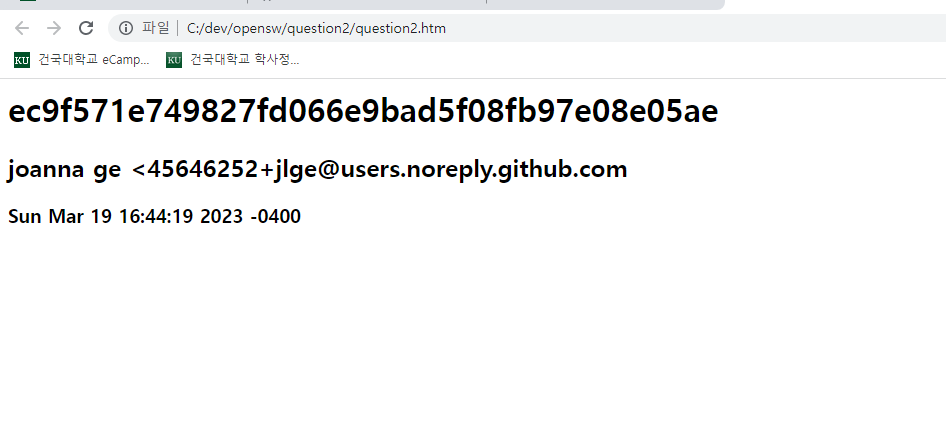 파일 C:/dev/opensw/question2/question2.htm
KU 건국대학교 eCamp... KU 건국대학교 학사정...
ec9f571e749827fd066e9bad5f08fb97e08e05ae
joanna ge <45646252+jlge@users.noreply.github.com
Sun Mar 19 16:44:19 2023 -0400